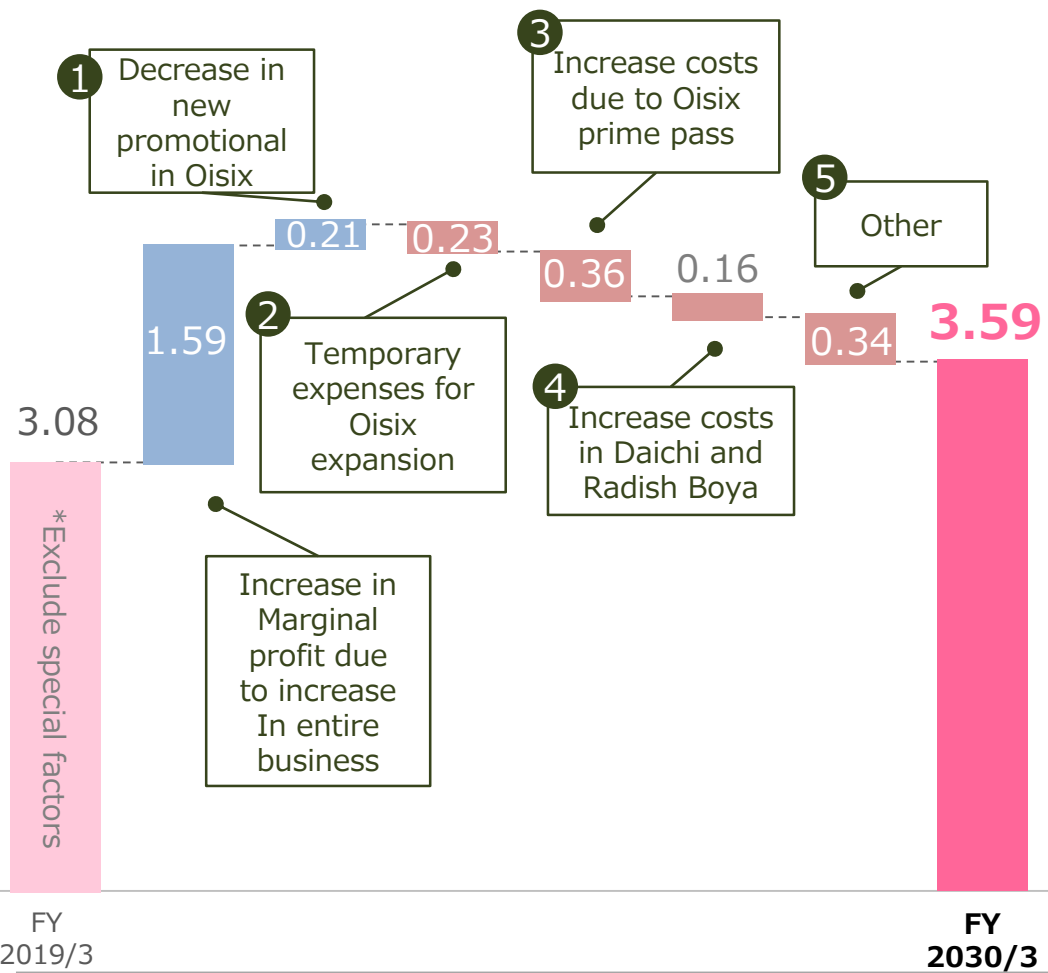 1
Decrease in
new
promotional
in Oisix
3
Increase costs
due to Oisix
prime pass
5
Other
0.21
0.23
0.36
0.16
0.34
3.59
1.59
2
Temporary
expenses for
Oisix
expansion
4
Increase costs
in Daichi and
Radish Boya
3.08
*Exclude special factors
Increase in
Marginal
profit due
to increase
In entire
business
FY
2019/3
FY
2030/3